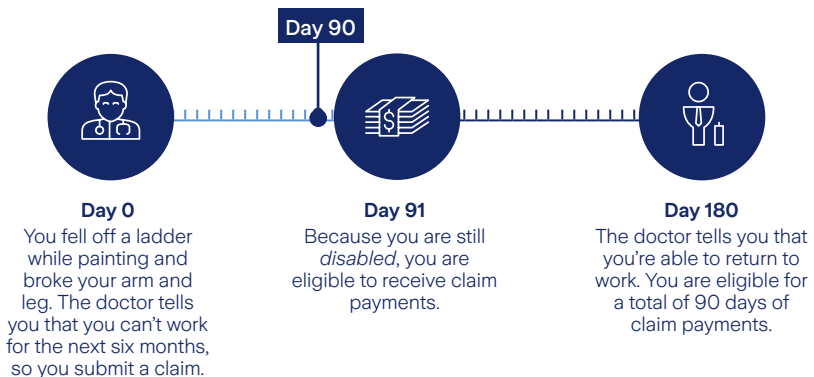 Day 90
$
Day 0
You fell off a ladder
while painting and
broke your arm and
leg. The doctor tells
you that you can't work
for the next six months,
so you submit a claim.
Day 91
Because you are still
disabled, you are
eligible to receive claim
payments.
Day 180
The doctor tells you that
you're able to return to
work. You are eligible for
a total of 90 days of
claim payments.